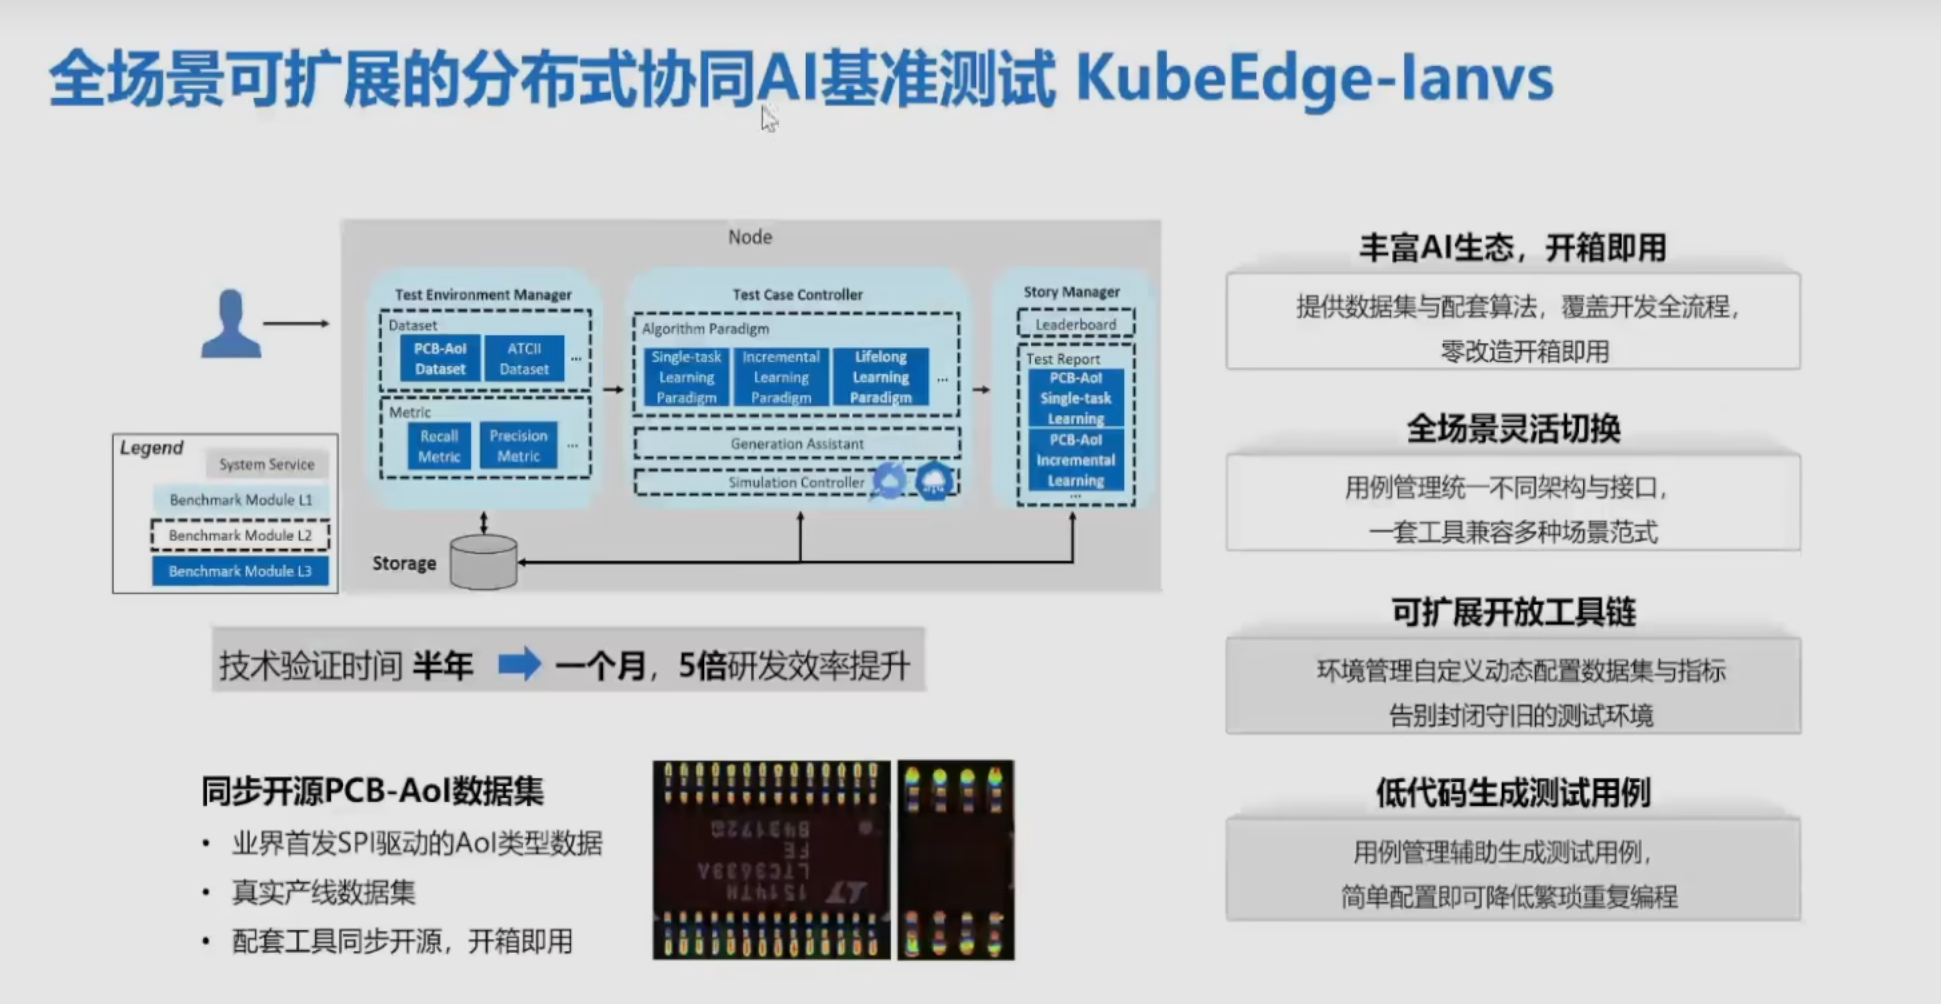 全场景可扩展的分布式协同AI基准测试 KubeEdge-Ianvs
Node
Test Environment Manager
Dataset
PCB-AoI
Dataset
ATCII
Dataset
...
Metric
Recall
Metric
Precision
Metric
...
Test Case Controller
Algorithm Paradigm
Single-task
Learning
Paradigm
Incremental
Learning
Paradigm
Lifelong
Learning
Paradigm
...
Generation Assistant
Simulation Controller
Story Manager
Leaderboard
Test Report
PCB-AoI
Single-task
Learning
PCB-AoI
Incremental
Learning
...
Storage
Legend
System Service
Benchmark Module L1
Benchmark Module L2
Benchmark Module L3
技术验证时间 半年 一个月，5倍研发效率提升
同步开源PCB-AoI数据集
• 业界首发SPI驱动的AoI类型数据
• 真实产线数据集
• 配套工具同步开源，开箱即用
LT
1514TH
LTC3639A
FE
丰富AI生态，开箱即用
提供数据集与配套算法，覆盖开发全流程，
零改造开箱即用
全场景灵活切换
用例管理统一不同架构与接口，
一套工具兼容多种场景范式
可扩展开放工具链
环境管理自定义动态配置数据集与指标
告别封闭守旧的测试环境
低代码生成测试用例
用例管理辅助生成测试用例，
简单配置即可降低繁琐重复编程